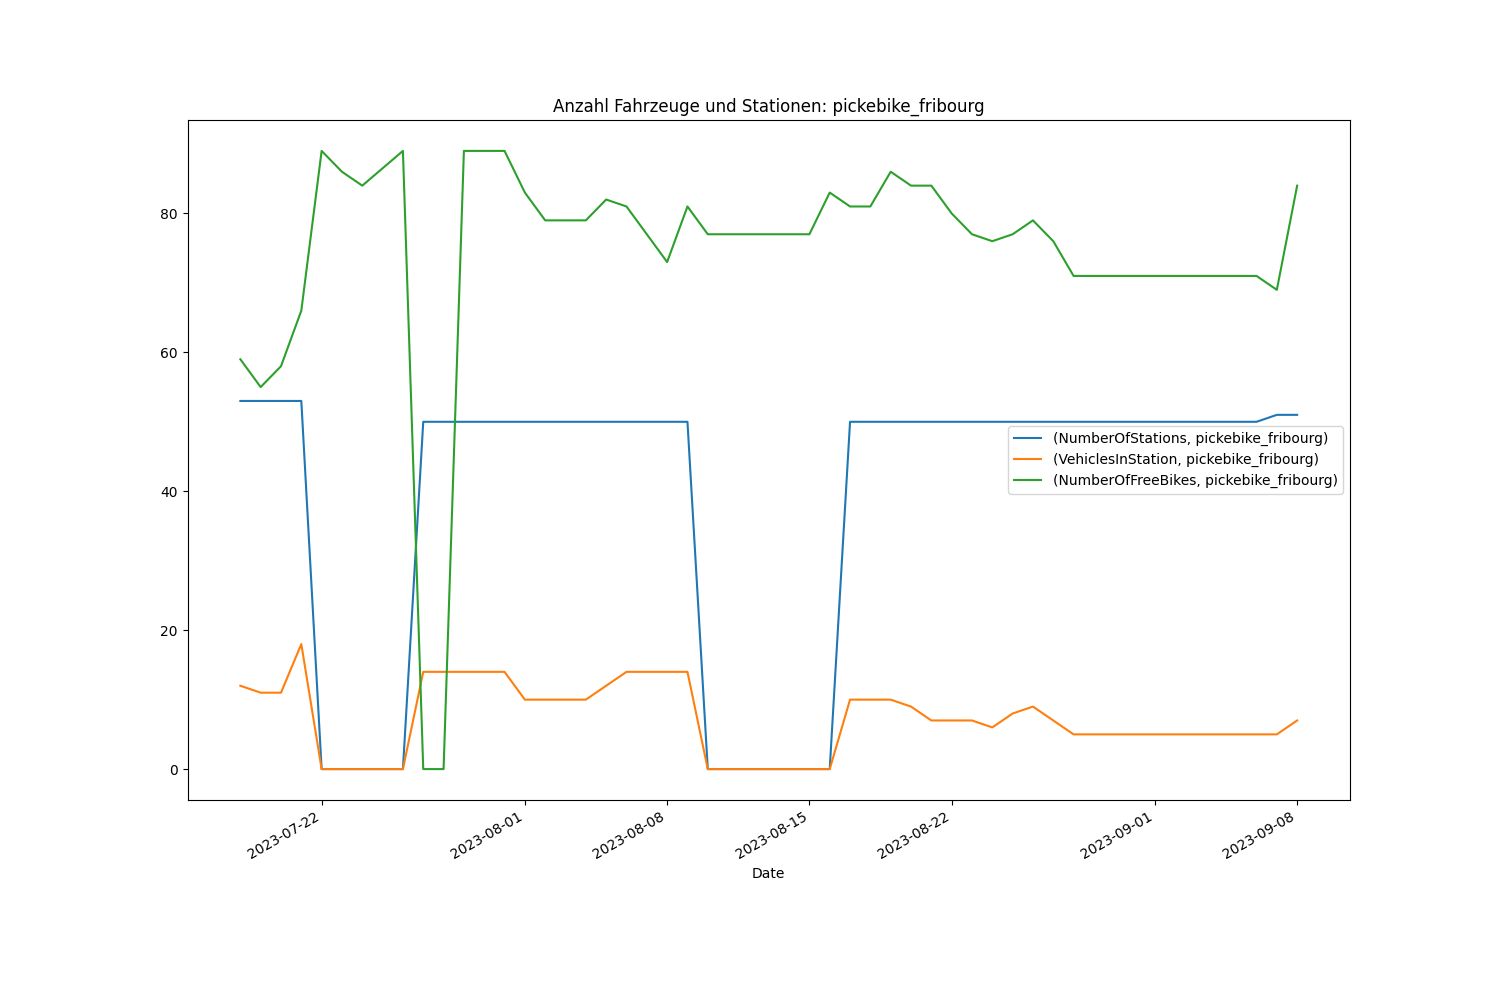 Anzahl Fahrzeuge und Stationen: pickebike_fribourg
80
60
40
20
0
(NumberOfStations, pickebike_fribourg)
(VehiclesInStation, pickebike_fribourg)
(NumberOfFreeBikes, pickebike_fribourg)
2023-07-22
2023-08-01
2023-08-08
2023-08-15
2023-08-22
2023-09-01
2023-09-08
Date